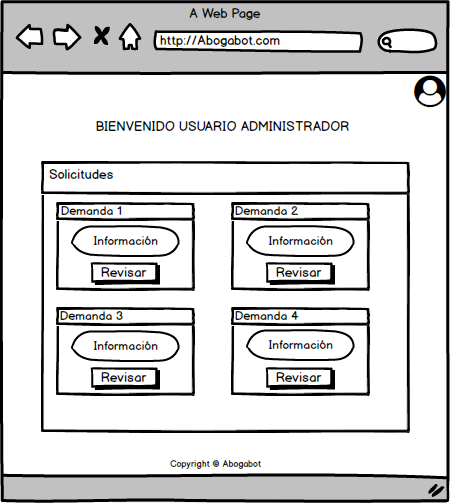 A Web Page
http://Abogabot.com
BIENVENIDO USUARIO ADMINISTRADOR
Solicitudes
Demanda 1
Información
Revisar
Demanda 2
Información
Revisar
Demanda 3
Información
Revisar
Demanda 4
Información
Revisar
Copyright © Abogabot